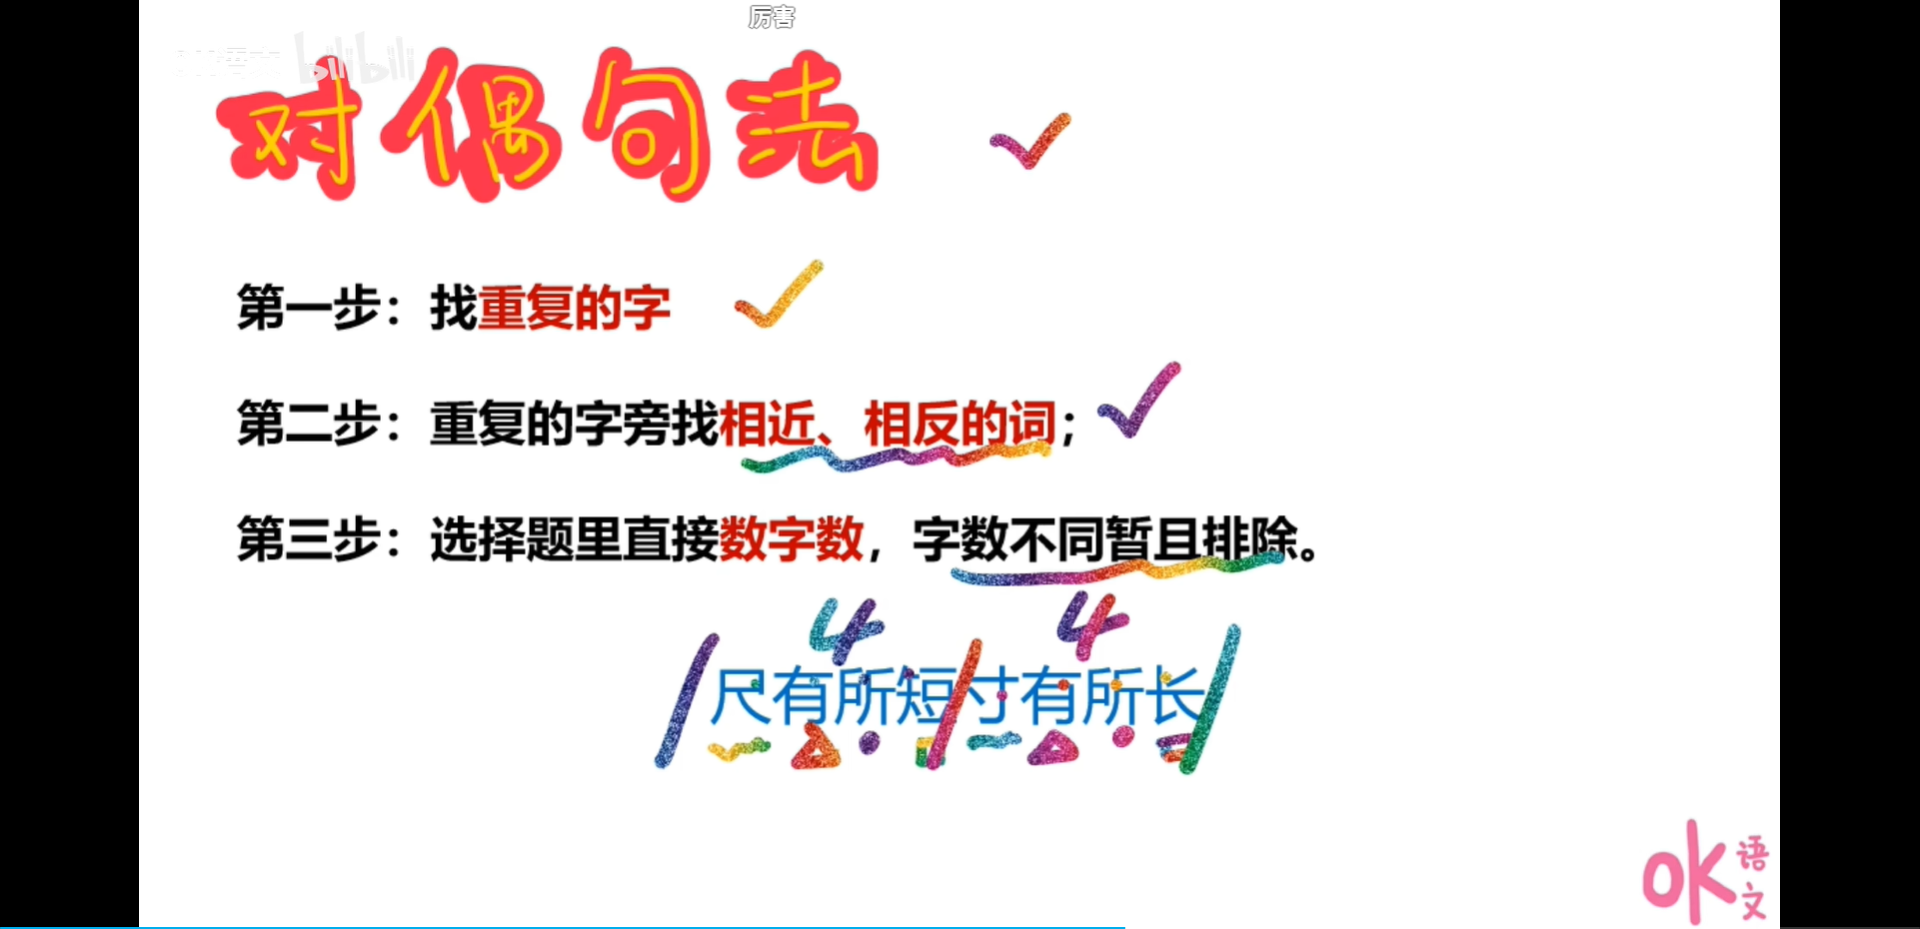 厉害
bilibili
对偶句法
第一步：找重复的字
第二步：重复的字旁找相近、相反的词；
第三步：选择题里直接数字数，字数不同暂且排除。
4 4
尺有所短寸有所长
ok语文